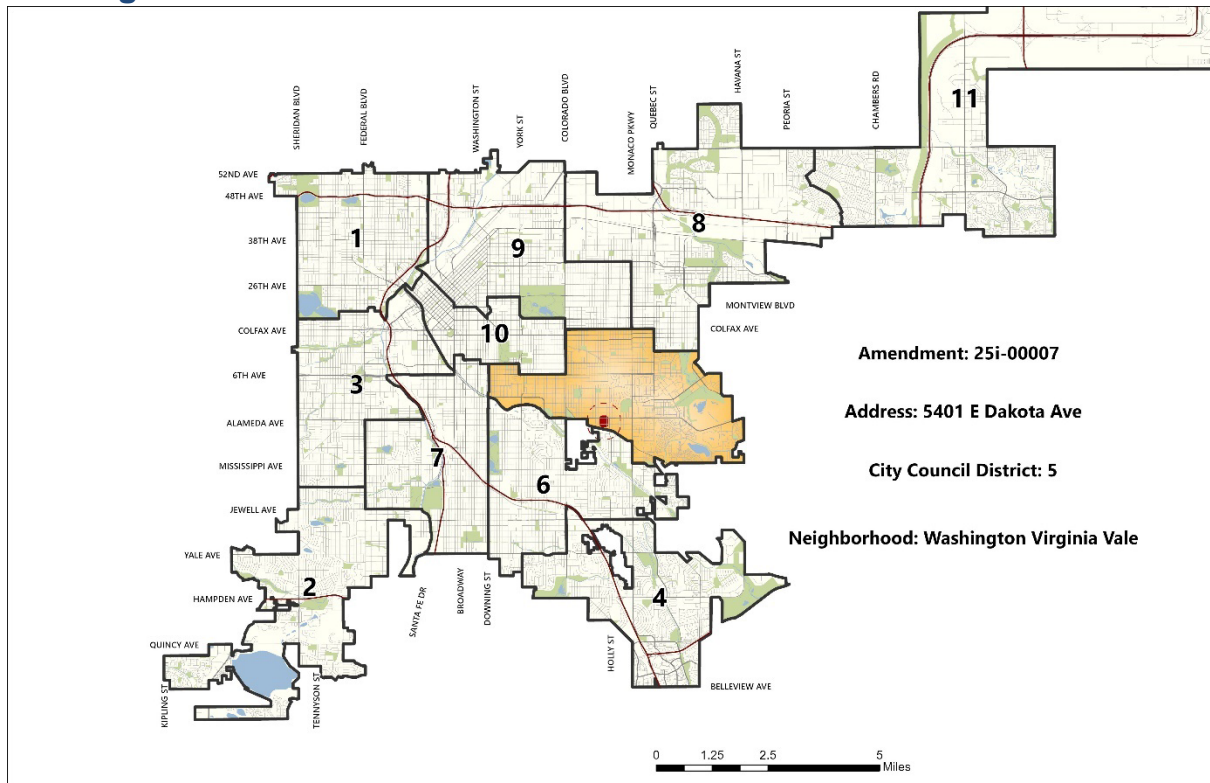 HAVANA ST
WASHINGTON ST
COLORADO BLVD
QUEBEC ST
SHERIDAN BLVD
FEDERAL BLVD
YORK ST
MONACO PKWY
PEORIA ST
CHAMBERS RD
11
52ND AVE
48TH AVE
1
8
38TH AVE
9
26TH AVE
MONTVIEW BLVD
COLFAX AVE
10
COLFAX AVE
Amendment: 25i-00007
6TH AVE
3
Address: 5401 E Dakota Ave
ALAMEDA AVE
7
MISSISSIPPI AVE
City Council District: 5
6
JEWELL AVE
Neighborhood: Washington Virginia Vale
YALE AVE
2
HAMPDEN AVE
SANTA FE DR
BROADWAY
DOWNING ST
4
QUINCY AVE
HOLLY ST
KIPLING ST
TENNYSON ST
BELLEVIEW AVE
0 1.25 2.5 5
Miles